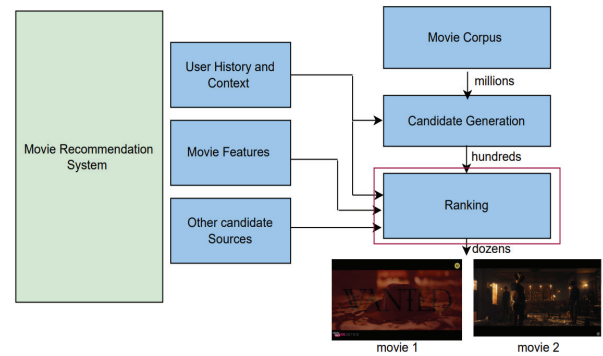 Movie Recommendation
System
User History and
Context
Movie Features
Other candidate
Sources
Movie Corpus
millions
Candidate Generation
hundreds
Ranking
dozens
WANTED
movie 1
movie 2